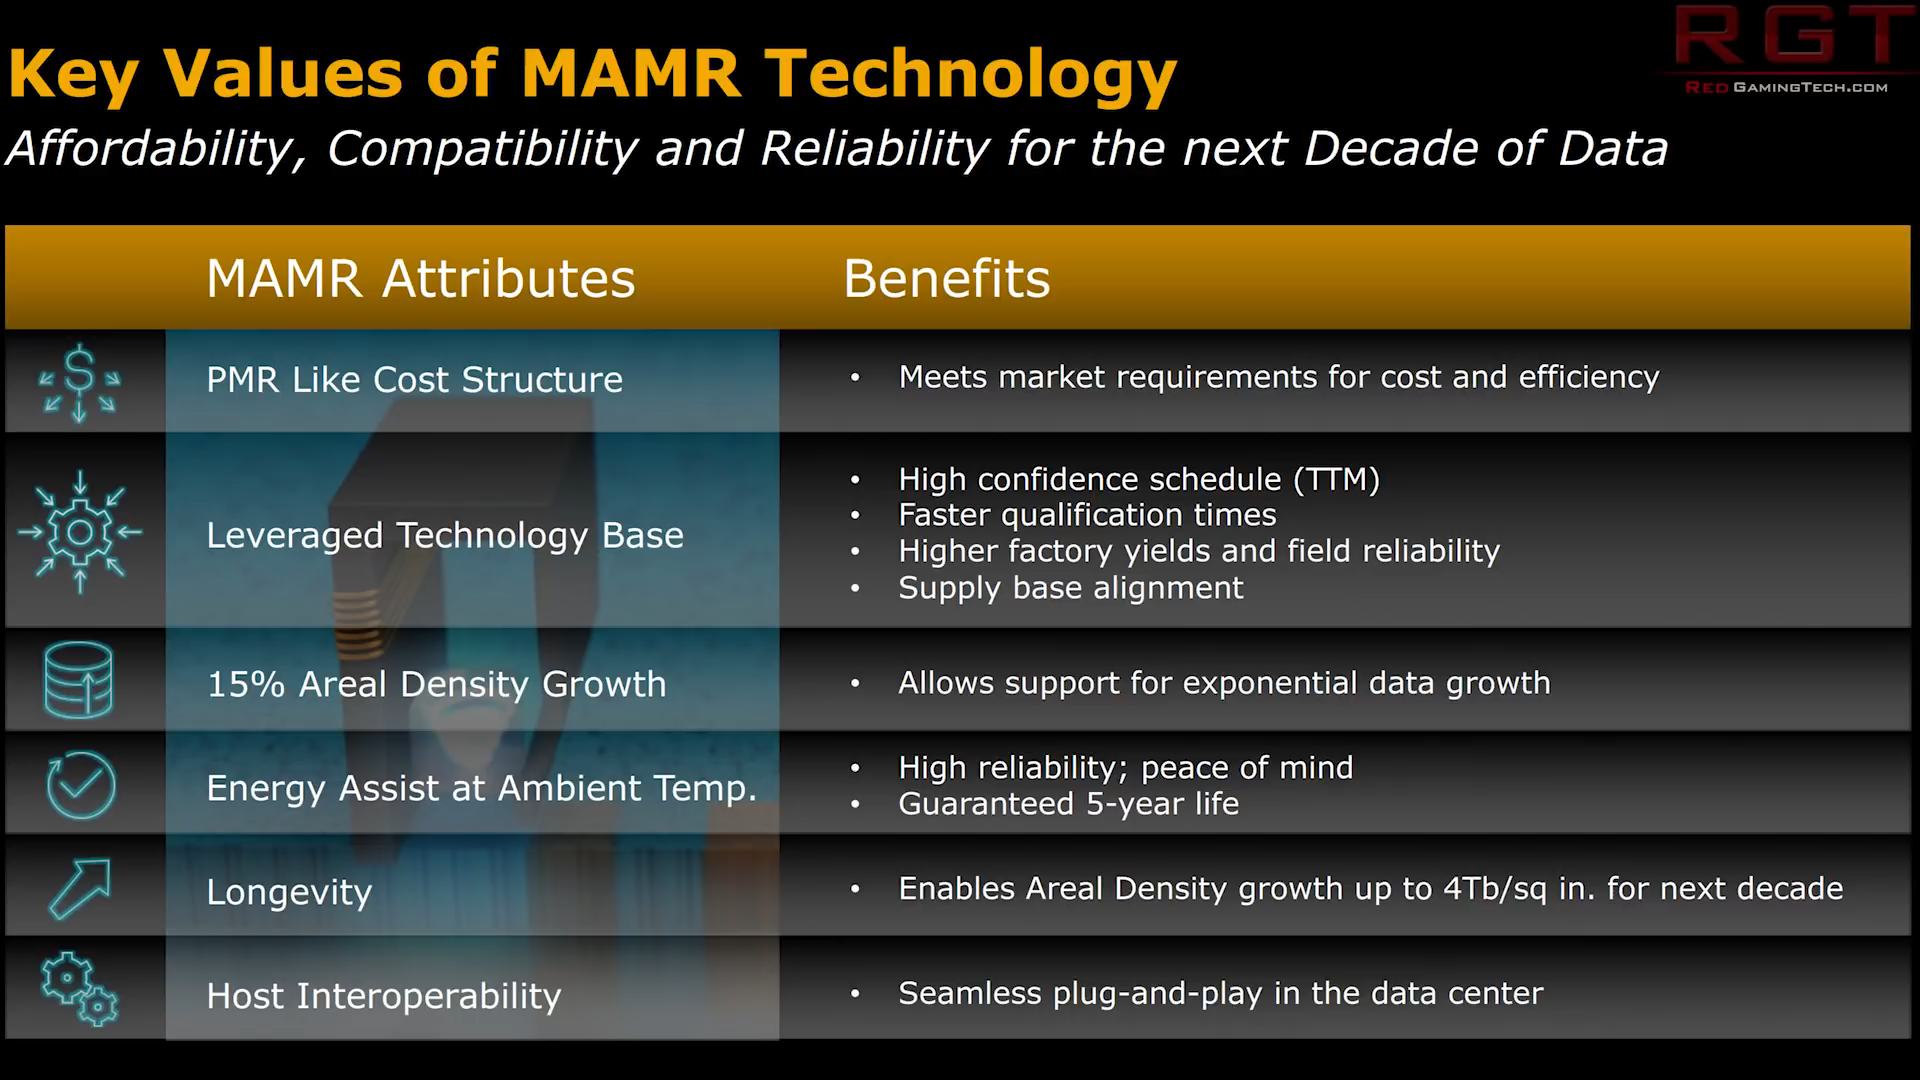 RGT
REDGAMINGTECH.COM
Key Values of MAMR Technology
Affordability, Compatibility and Reliability for the next Decade of Data
MAMR Attributes
Benefits
$
PMR Like Cost Structure
• Meets market requirements for cost and efficiency
Leveraged Technology Base
• High confidence schedule (TTM)
• Faster qualification times
• Higher factory yields and field reliability
• Supply base alignment
15% Areal Density Growth
• Allows support for exponential data growth
Energy Assist at Ambient Temp.
• High reliability; peace of mind
• Guaranteed 5-year life
Longevity
• Enables Areal Density growth up to 4Tb/sq in. for next decade
Host Interoperability
• Seamless plug-and-play in the data center